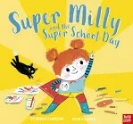 Super Milly
and the
Super School Day